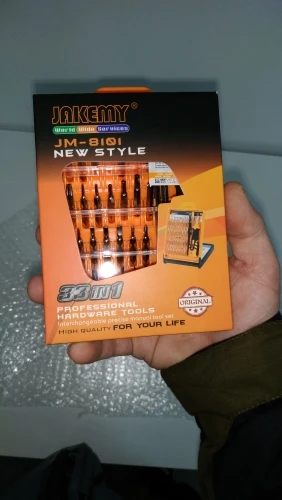 JAKEMY®
World Wide Services
JM-8101
NEW STYLE
33 IN 1
PROFESSIONAL
HARDWARE TOOLS
Interchangeable precise manual tool set
HIGH QUALITY FOR YOUR LIFE
ORIGINAL